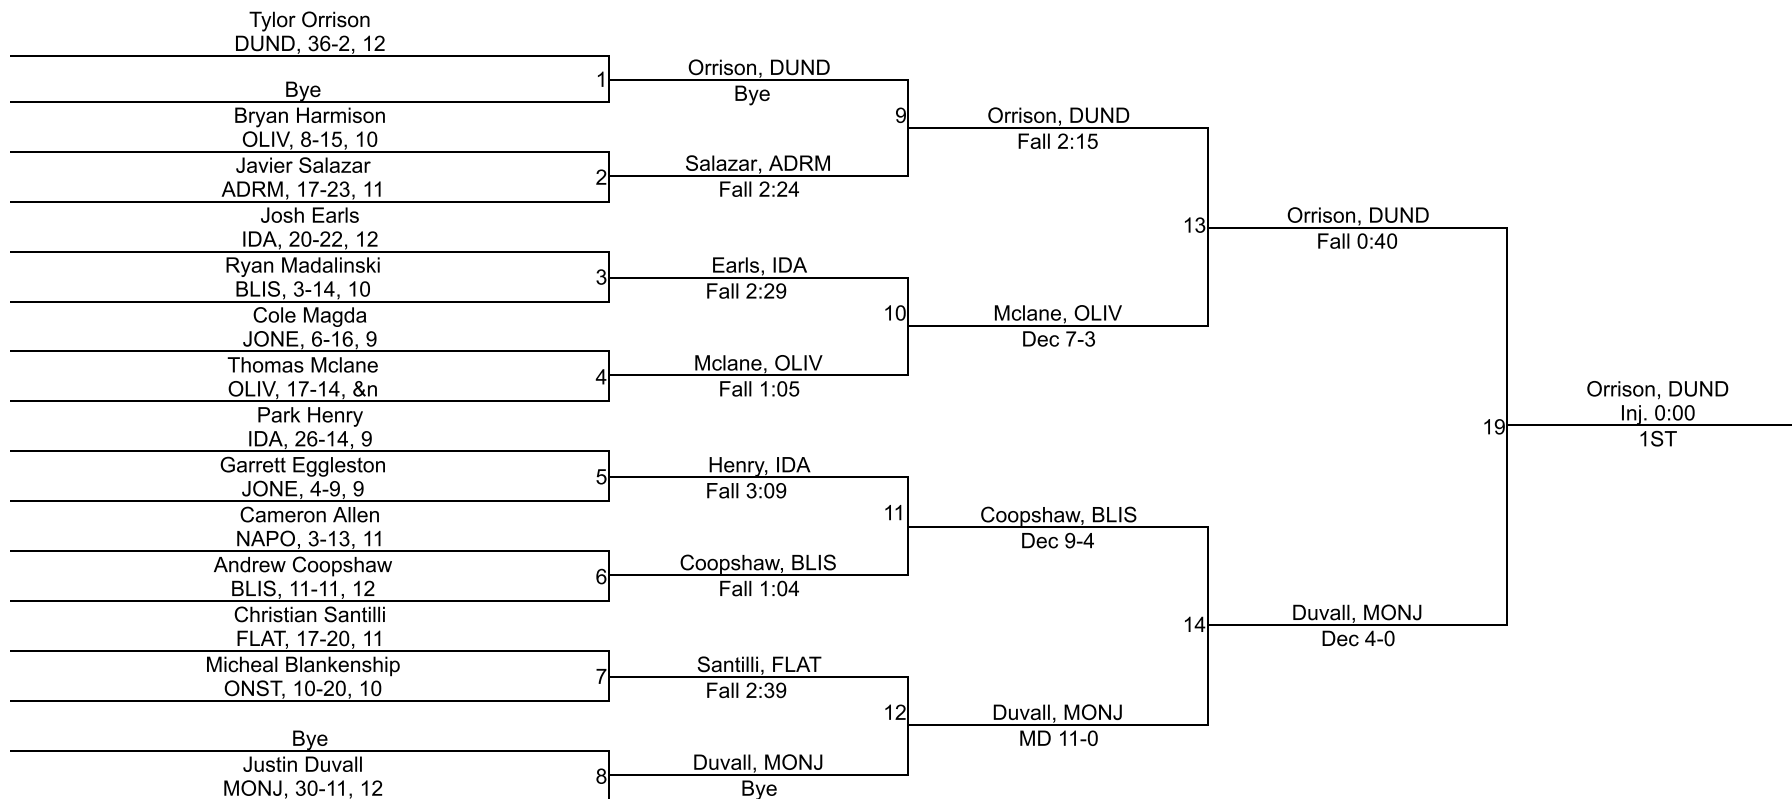 Tylor Orrison
DUND, 36-2, 12
Bye
Bryan Harmison
OLIV, 8-15, 10
Javier Salazar
ADRM, 17-23, 11
Josh Earls
IDA, 20-22, 12
Ryan Madalinski
BLIS, 3-14, 10
Cole Magda
JONE, 6-16, 9
Thomas Mclane
OLIV, 17-14, &n
Park Henry
IDA, 26-14, 9
Garrett Eggleston
JONE, 4-9, 9
Cameron Allen
NAPO, 3-13, 11
Andrew Coopshaw
BLIS, 11-11, 12
Christian Santilli
FLAT, 17-20, 11
Micheal Blankenship
ONST, 10-20, 10
Bye
Justin Duvall
MONJ, 30-11, 12
1
2
3
4
5
6
7
8
Orrison, DUND
Bye
Salazar, ADRM
Fall 2:24
Earls, IDA
Fall 2:29
Mclane, OLIV
Fall 1:05
Henry, IDA
Fall 3:09
Coopshaw, BLIS
Fall 1:04
Santilli, FLAT
Fall 2:39
Duvall, MONJ
Bye
9
10
11
12
Orrison, DUND
Fall 2:15
Mclane, OLIV
Dec 7-3
Coopshaw, BLIS
Dec 9-4
Duvall, MONJ
MD 11-0
13
14
Orrison, DUND
Fall 0:40
Duvall, MONJ
Dec 4-0
19
Orrison, DUND
Inj. 0:00
1ST